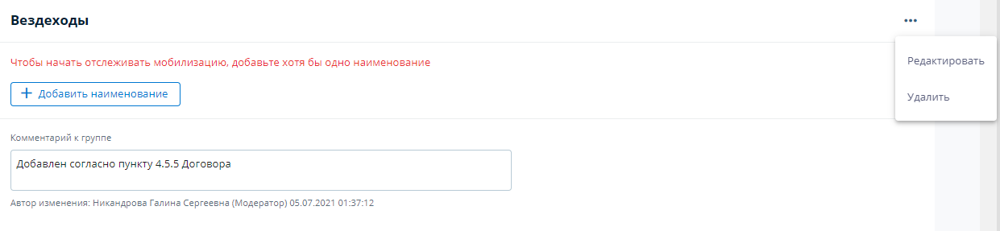 Вездеходы
Чтобы начать отслеживать мобилизацию, добавьте хотя бы одно наименование
Редактировать
Добавить наименование
Удалить
Комментарий к группе
Добавлен согласно пункту 4.5.5 Договора
Автор изменения: Никандрова Галина Сергеевна (Модератор) 05.07.2021 01:37:12